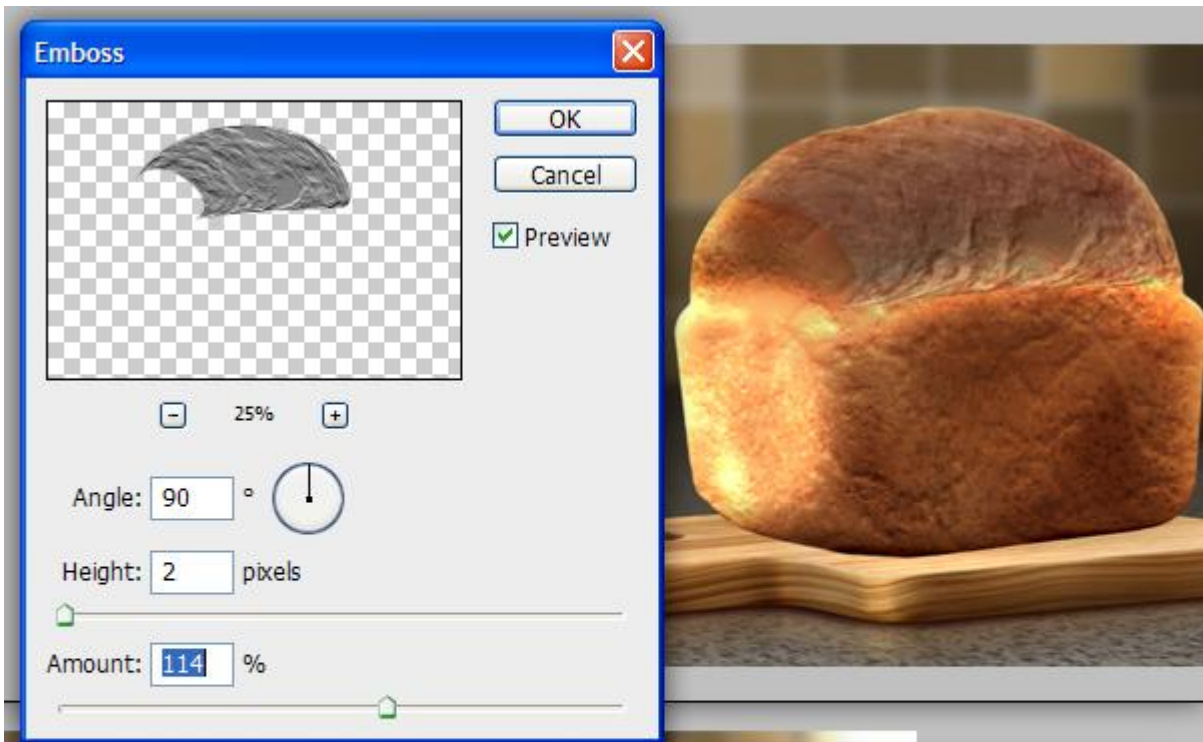 Emboss
OK
Cancel
Preview
25%
Angle: 90 °
Height: 2 pixels
Amount: 114 %